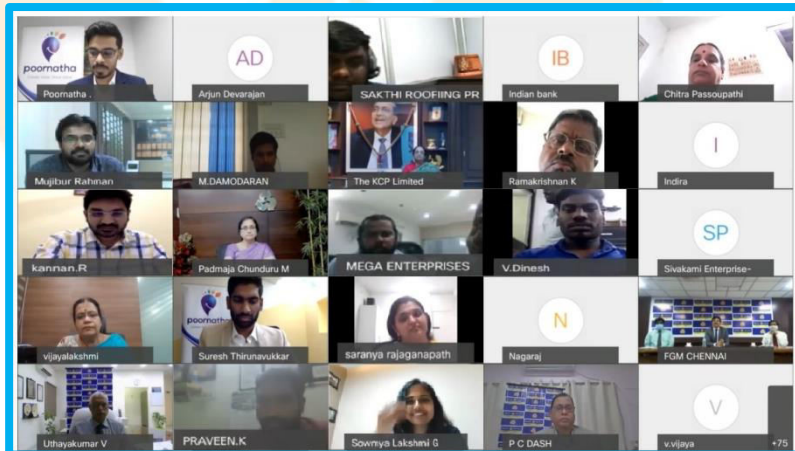 poornatha
Poornatha .
AD
Arjun Devarajan
SAKTHI ROOFIING PR
IB
Indian bank
Chitra Passoupathi
Mujibur Rahman
M.DAMODARAN
The KCP Limited
Ramakrishnan K
I
Indira
kannan.R
Padmaja Chunduru M
MEGA ENTERPRISES
V.Dinesh
SP
Sivakami Enterprise-
vijayalakshmi
poornatha
Suresh Thirunavukkar
saranya rajaganapath
N
Nagaraj
FGM CHENNAI
Uthayakumar V
PRAVEEN.K
Sowmya Lakshmi G
P C DASH
V
v.vijaya
+75